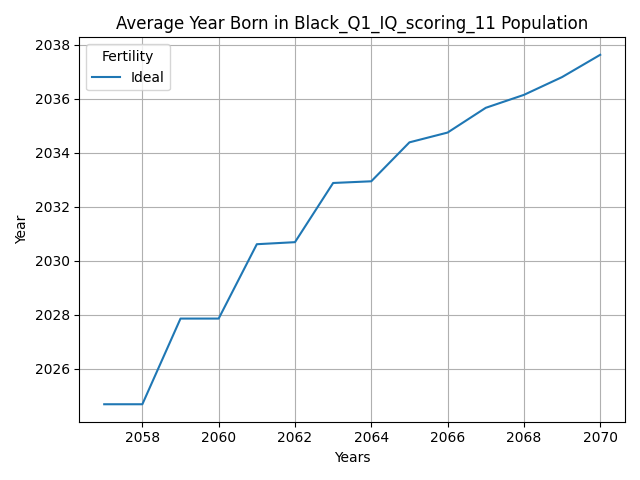 Average Year Born in Black_Q1_IQ_scoring_11 Population
Fertility
Ideal
2038
2036
2034
2032
2030
2028
2026
Year
2058 2060 2062 2064 2066 2068 2070
Years